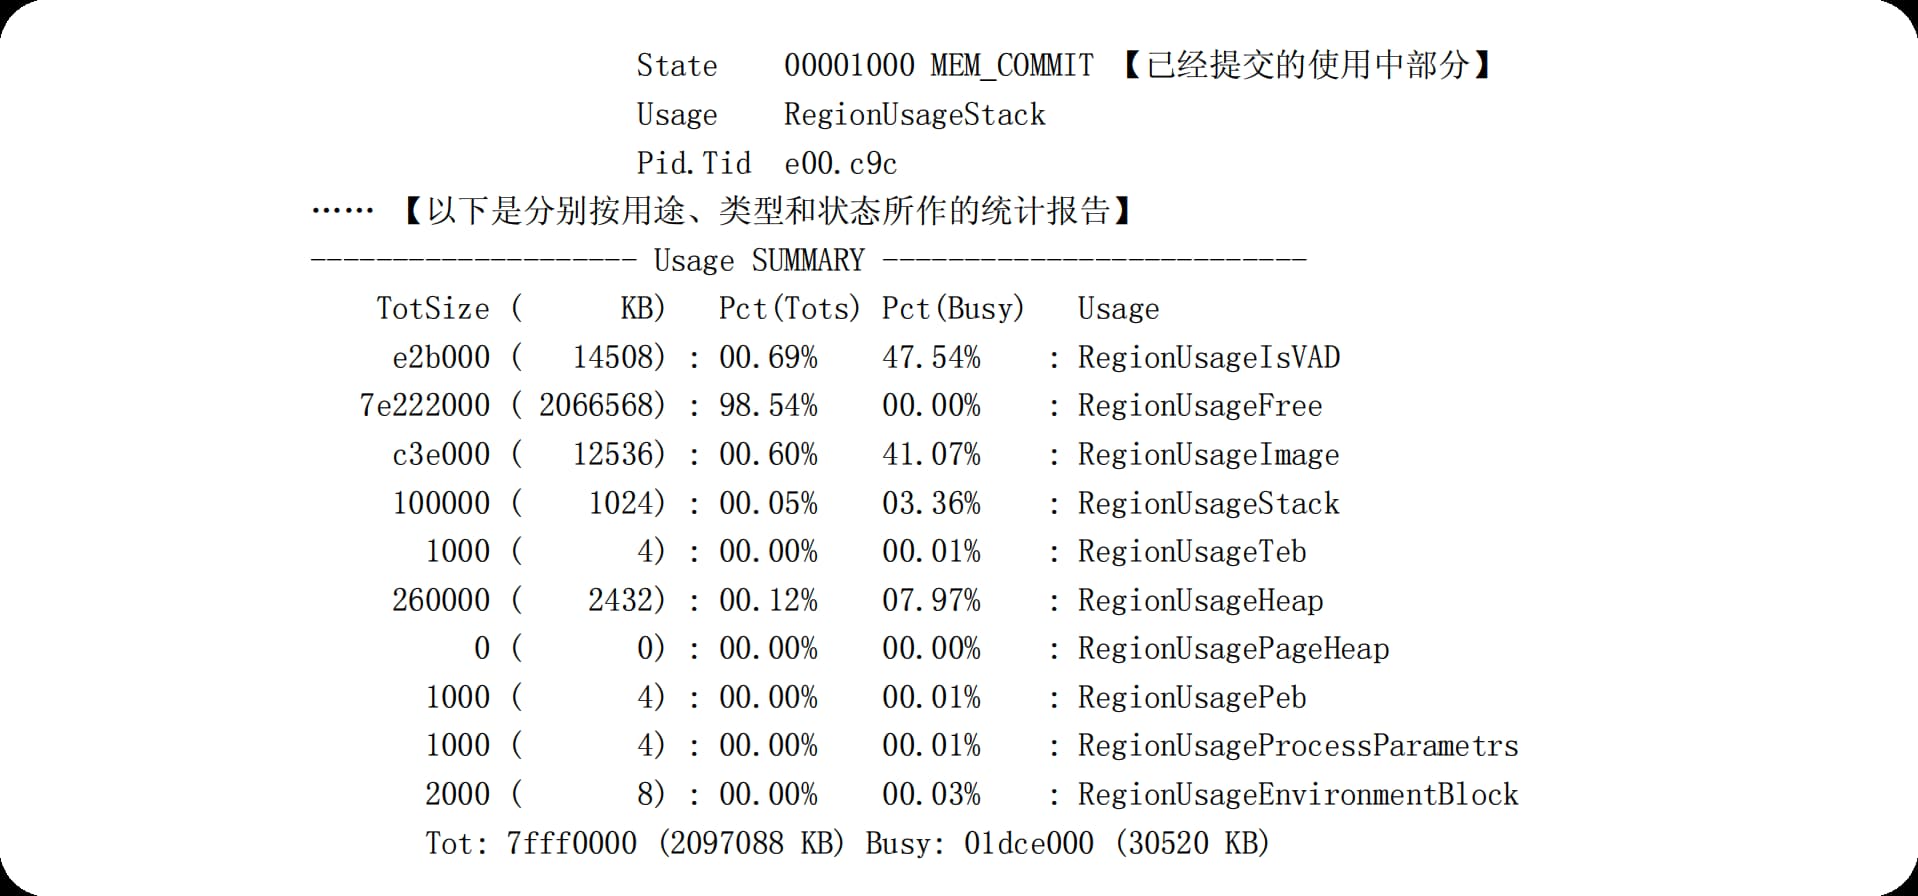 State    00001000 MEM_COMMIT 【已经提交的使用中部分】
Usage    RegionUsageStack
Pid.Tid  e00.c9c
…… 【以下是分别按用途、类型和状态所作的统计报告】
-------------------- Usage SUMMARY --------------------------
TotSize (      KB)   Pct(Tots) Pct(Busy)   Usage
e2b000 (   14508) : 00.69%    47.54%    : RegionUsageIsVAD
7e222000 ( 2066568) : 98.54%    00.00%    : RegionUsageFree
c3e000 (   12536) : 00.60%    41.07%    : RegionUsageImage
100000 (    1024) : 00.05%    03.36%    : RegionUsageStack
1000 (       4) : 00.00%    00.01%    : RegionUsageTeb
260000 (    2432) : 00.12%    07.97%    : RegionUsageHeap
0 (       0) : 00.00%    00.00%    : RegionUsagePageHeap
1000 (       4) : 00.00%    00.01%    : RegionUsagePeb
1000 (       4) : 00.00%    00.01%    : RegionUsageProcessParametrs
2000 (       8) : 00.00%    00.03%    : RegionUsageEnvironmentBlock
Tot: 7fff0000 (2097088 KB) Busy: 01dce000 (30520 KB)